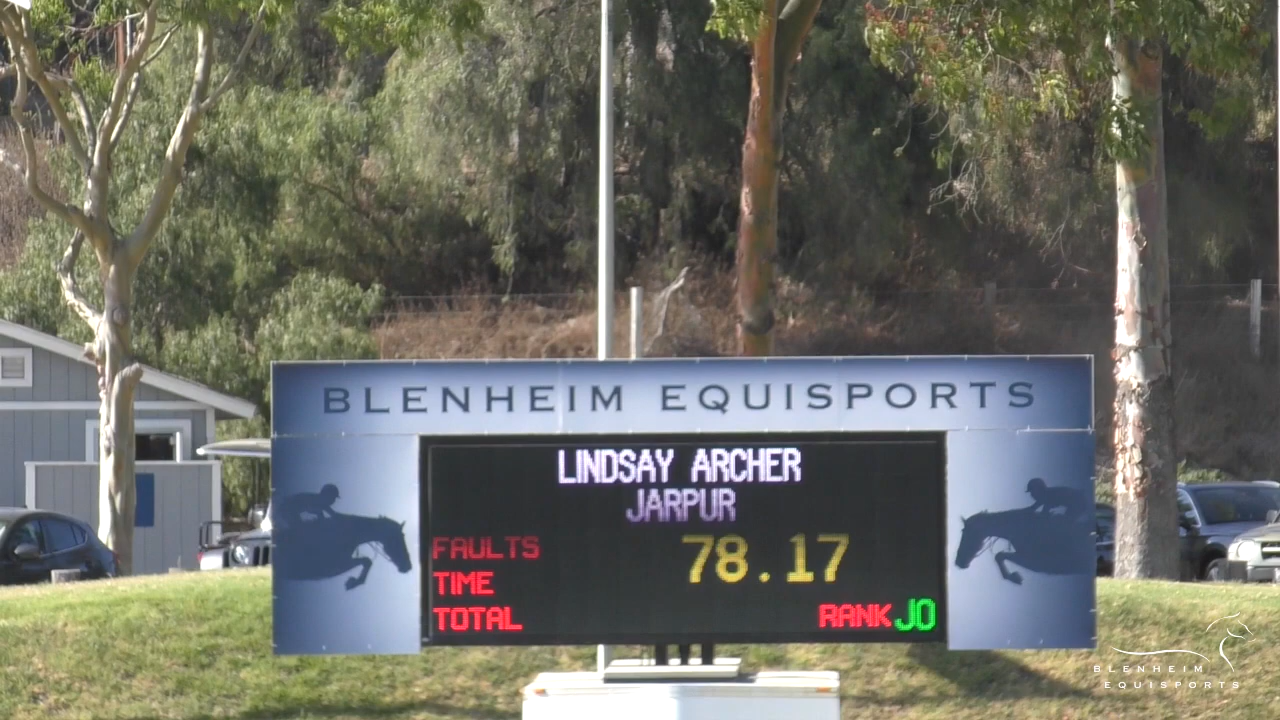 BLENHEIM EQUISPORTS
LINDSAY ARCHER
JARPUR
FAULTS 78.17
TIME
TOTAL RANK JO
BLENHEIM
EQUISPORTS